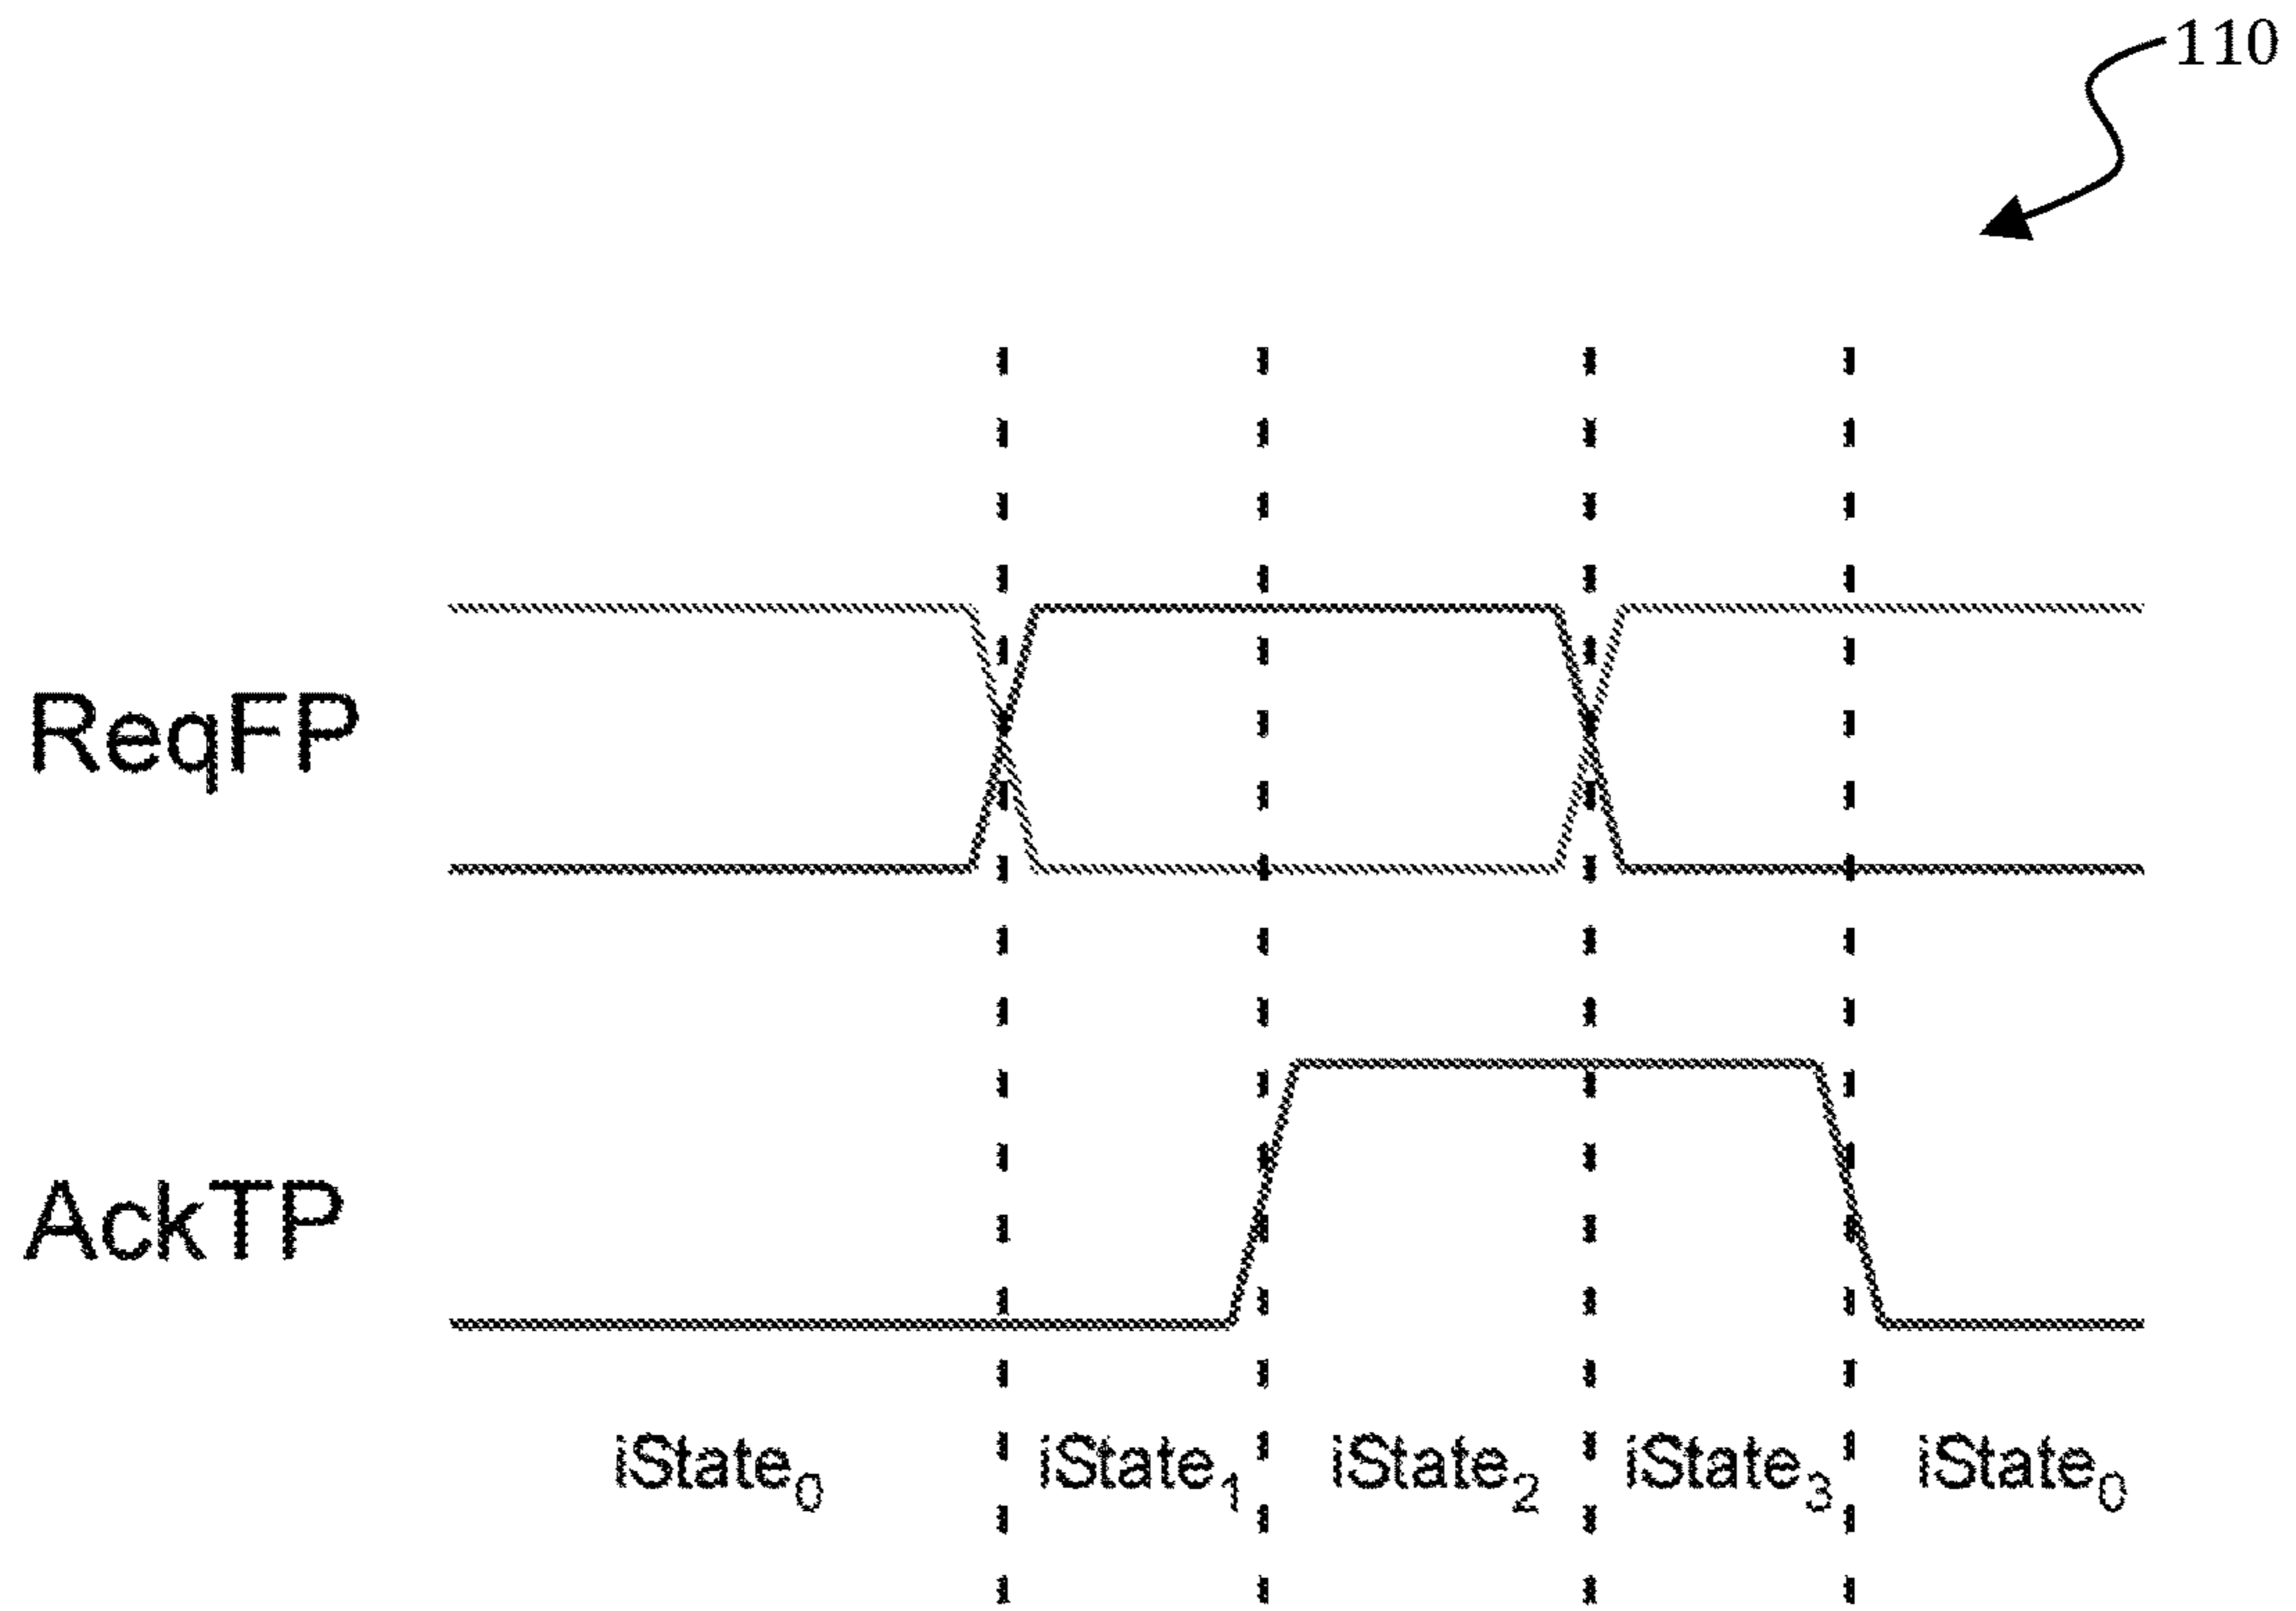 110
ReqFP
AckTP
iState₀ iState₁ iState₂ iState₃ iState₀